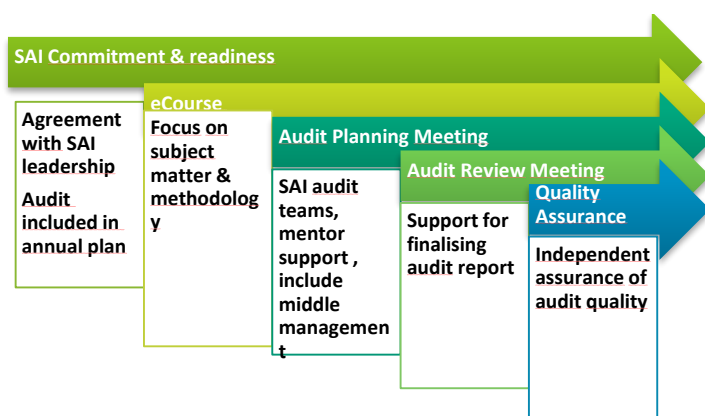 SAI Commitment & readiness
Agreement
with SAI
leadership
Audit
included in
annual plan
eCourse
Focus on
subject
matter &
methodolog
y
Audit Planning Meeting
SAI audit
teams,
mentor
support ,
include
middle
managemen
t
Audit Review Meeting
Support for
finalising
audit report
Quality
Assurance
Independent
assurance of
audit quality